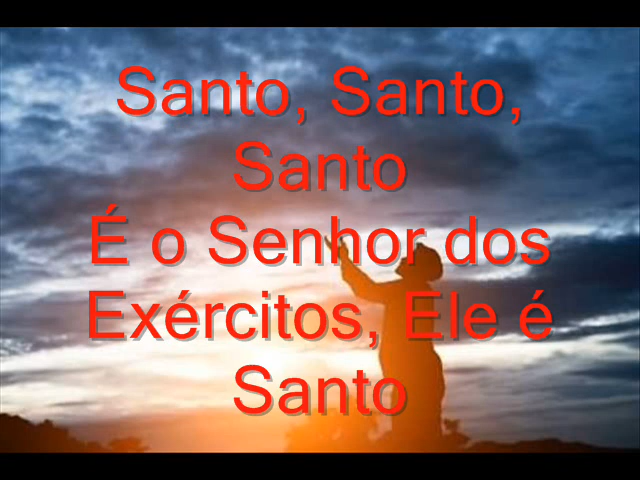 Santo, Santo,
Santo
É o Senhor dos
Exércitos, Ele é
Santo